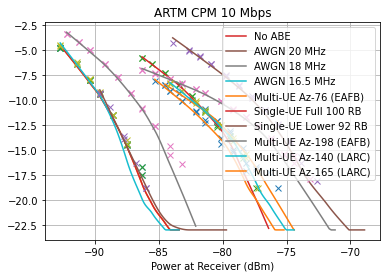 ARTM CPM 10 Mbps
−2.5
−5.0
−7.5
−10.0
−12.5
−15.0
−17.5
−20.0
−22.5
No ABE
AWGN 20 MHz
AWGN 18 MHz
AWGN 16.5 MHz
Multi-UE Az-76 (EAFB)
Single-UE Full 100 RB
Single-UE Lower 92 RB
Multi-UE Az-198 (EAFB)
Multi-UE Az-140 (LARC)
Multi-UE Az-165 (LARC)
−90 −85 −80 −75 −70
Power at Receiver (dBm)